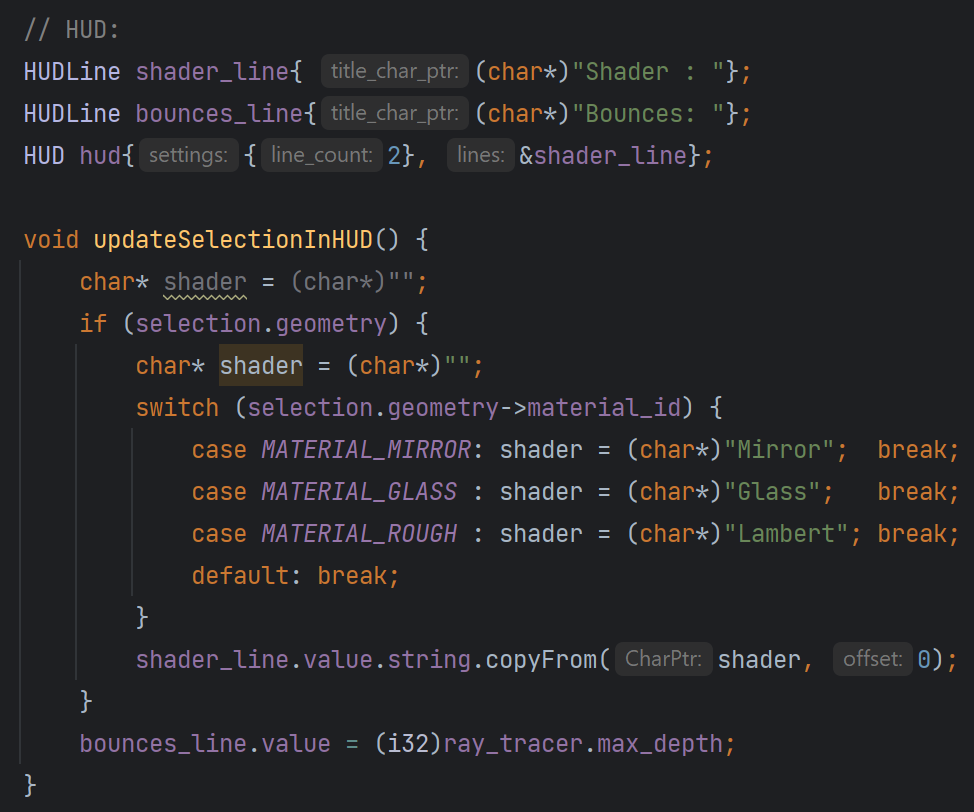 // HUD:
HUDLine shader_line{ title_char_ptr: (char*)"Shader : "};
HUDLine bounces_line{ title_char_ptr: (char*)"Bounces: "};
HUD hud{ settings: { line_count: 2}, lines: &shader_line};

void updateSelectionInHUD() {
    char* shader = (char*)"";
    if (selection.geometry) {
        char* shader = (char*)"";
        switch (selection.geometry->material_id) {
            case MATERIAL_MIRROR: shader = (char*)"Mirror";  break;
            case MATERIAL_GLASS : shader = (char*)"Glass";   break;
            case MATERIAL_ROUGH : shader = (char*)"Lambert"; break;
            default: break;
        }
        shader_line.value.string.copyFrom( CharPtr: shader, offset: 0);
    }
    bounces_line.value = (i32)ray_tracer.max_depth;
}